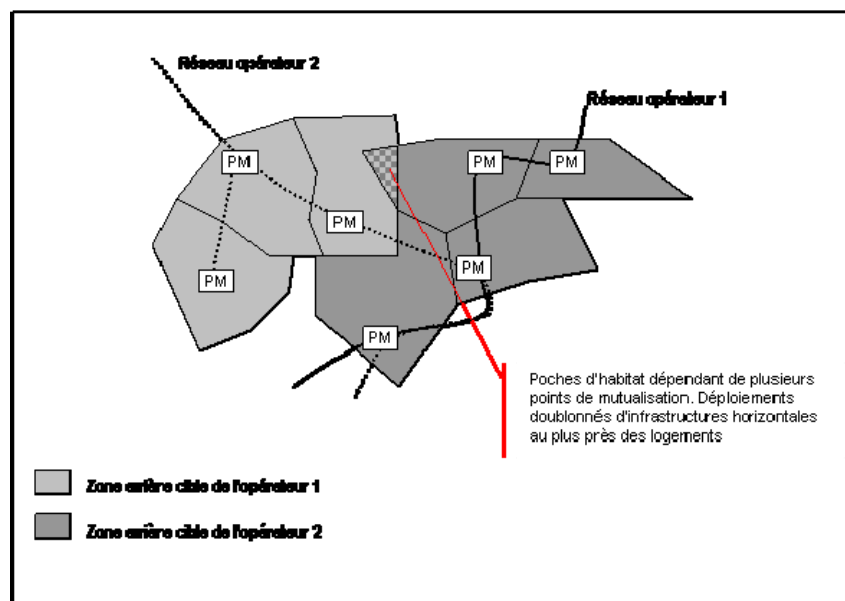 Réseau opérateur 2
Réseau opérateur 1
PM
PM
PM
PM
PM
PM
PM
Poches d'habitat dépendant de plusieurs
points de mutualisation. Déploiements
doublonnés d'infrastructures horizontales
au plus près des logements
Zone arrière cible de l'opérateur 1
Zone arrière cible de l'opérateur 2